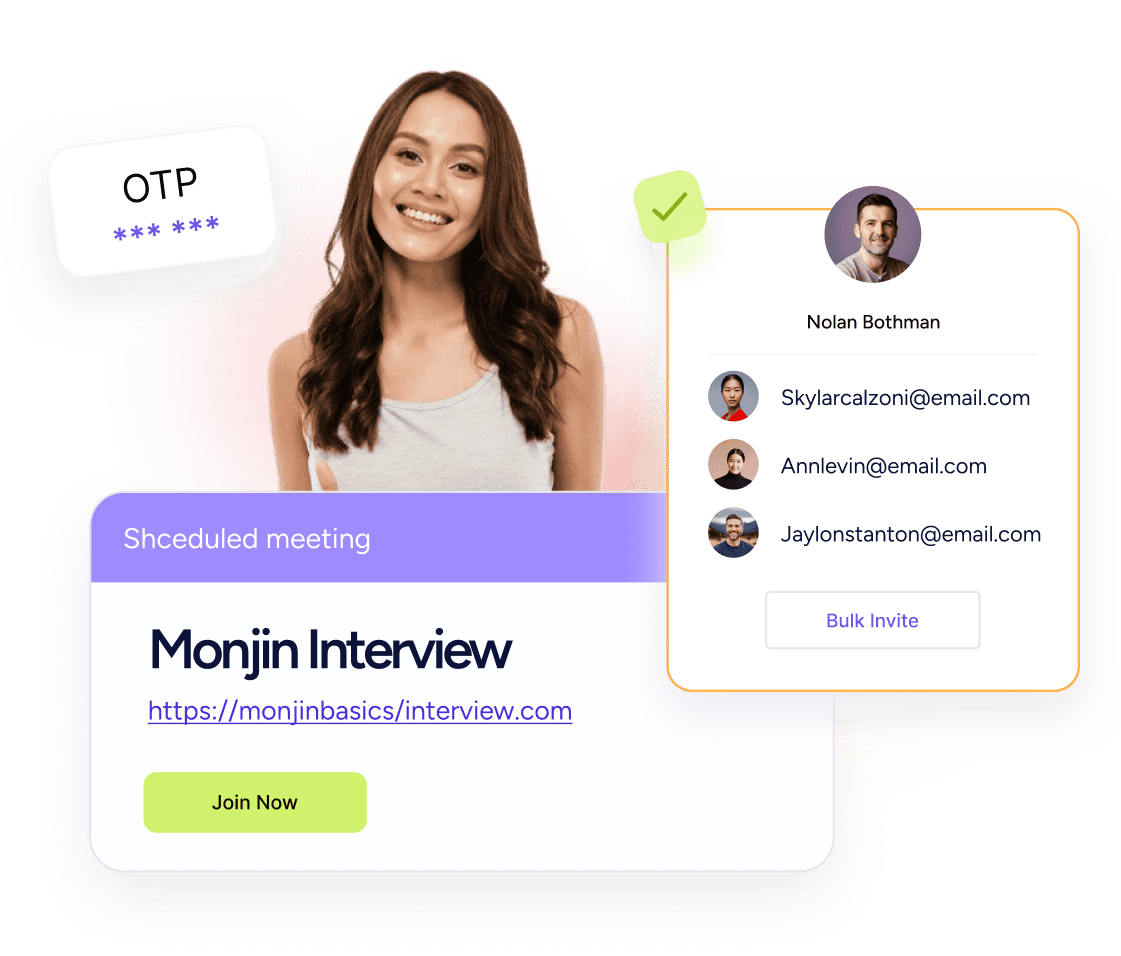 OTP
*** ***
Nolan Bothman
Skylarcalzoni@email.com
Annlevin@email.com
Jaylonstanton@email.com
Bulk Invite
Shceduled meeting
Monjin Interview
https://monjinbasics/interview.com
Join Now